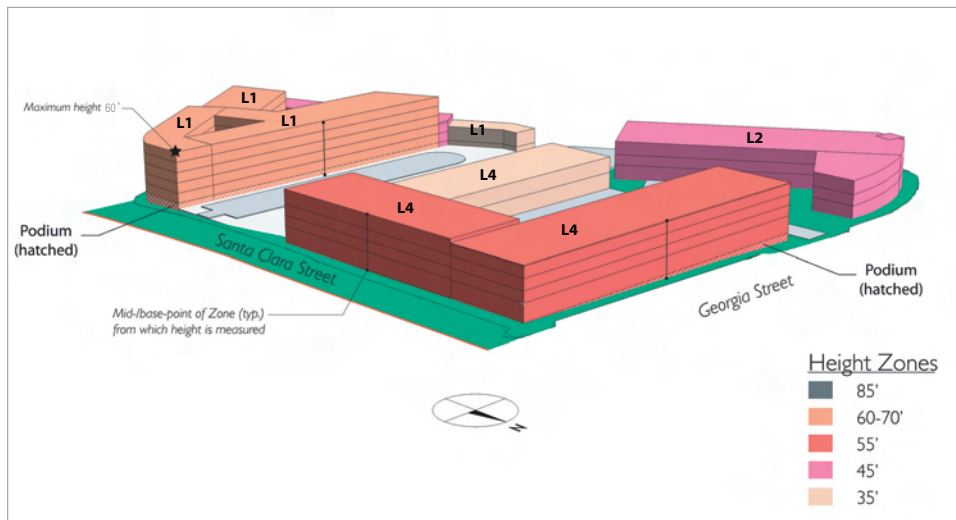 L1
Maximum height 60'
L1
L1
L1
L2
L4
L4
L4
Podium
(hatched)
Santa Clara Street
Podium
(hatched)
Georgia Street
Mid-/base-point of Zone (typ.)
from which height is measured
N
Height Zones
85'
60-70'
55'
45'
35'